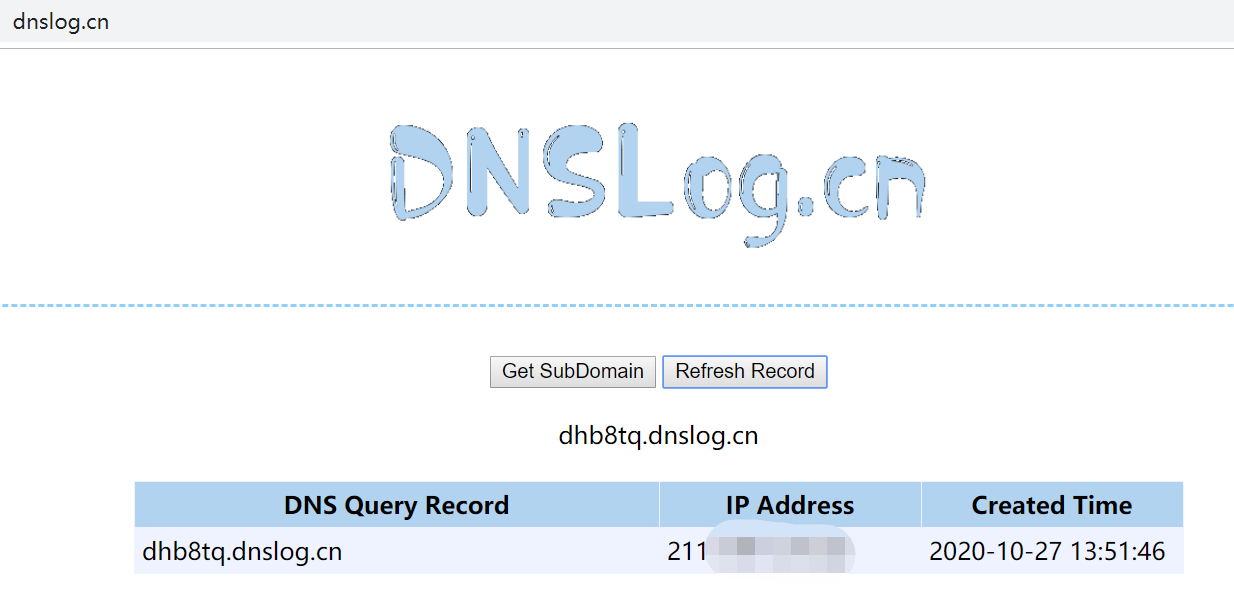 dnslog.cn
DNSLog.cn
Get SubDomain Refresh Record
dhb8tq.dnslog.cn
DNS Query Record IP Address Created Time
dhb8tq.dnslog.cn 211 2020-10-27 13:51:46